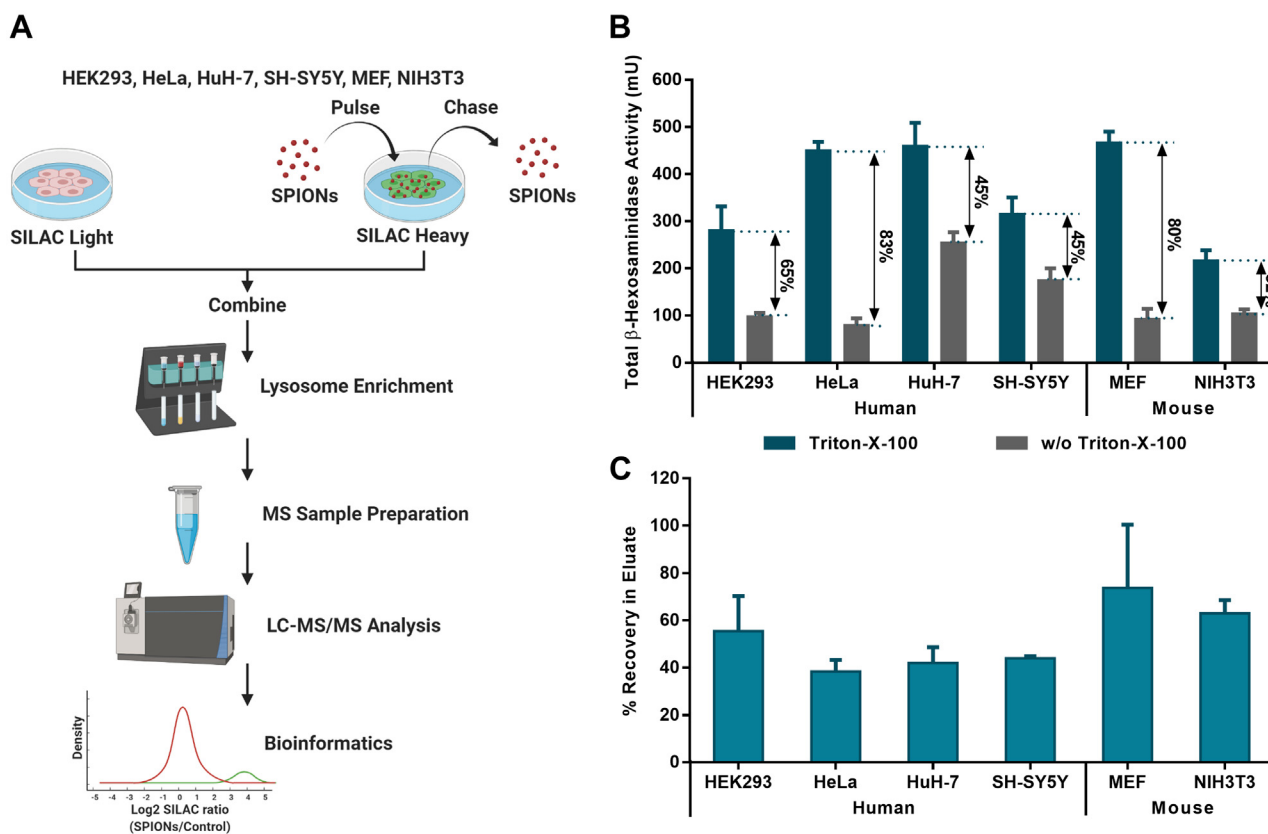 A
HEK293, HeLa, HuH-7, SH-SY5Y, MEF, NIH3T3
Pulse
Chase
SPIONs
SPIONs
SILAC Light
SILAC Heavy
Combine
Lysosome Enrichment
MS Sample Preparation
LC-MS/MS Analysis
Bioinformatics
Density
-5 -4 -3 -2 -1 0 1 2 3 4 5
Log2 SILAC ratio
(SPIONs/Control)
B
Total β-Hexosaminidase Activity (mU)
600
500
400
300
200
100
0
65%
83%
45%
45%
80%
HEK293 HeLa HuH-7 SH-SY5Y MEF NIH3T3
Human Mouse
Triton-X-100 w/o Triton-X-100
C
% Recovery in Eluate
120
100
80
60
40
20
0
HEK293 HeLa HuH-7 SH-SY5Y MEF NIH3T3
Human Mouse